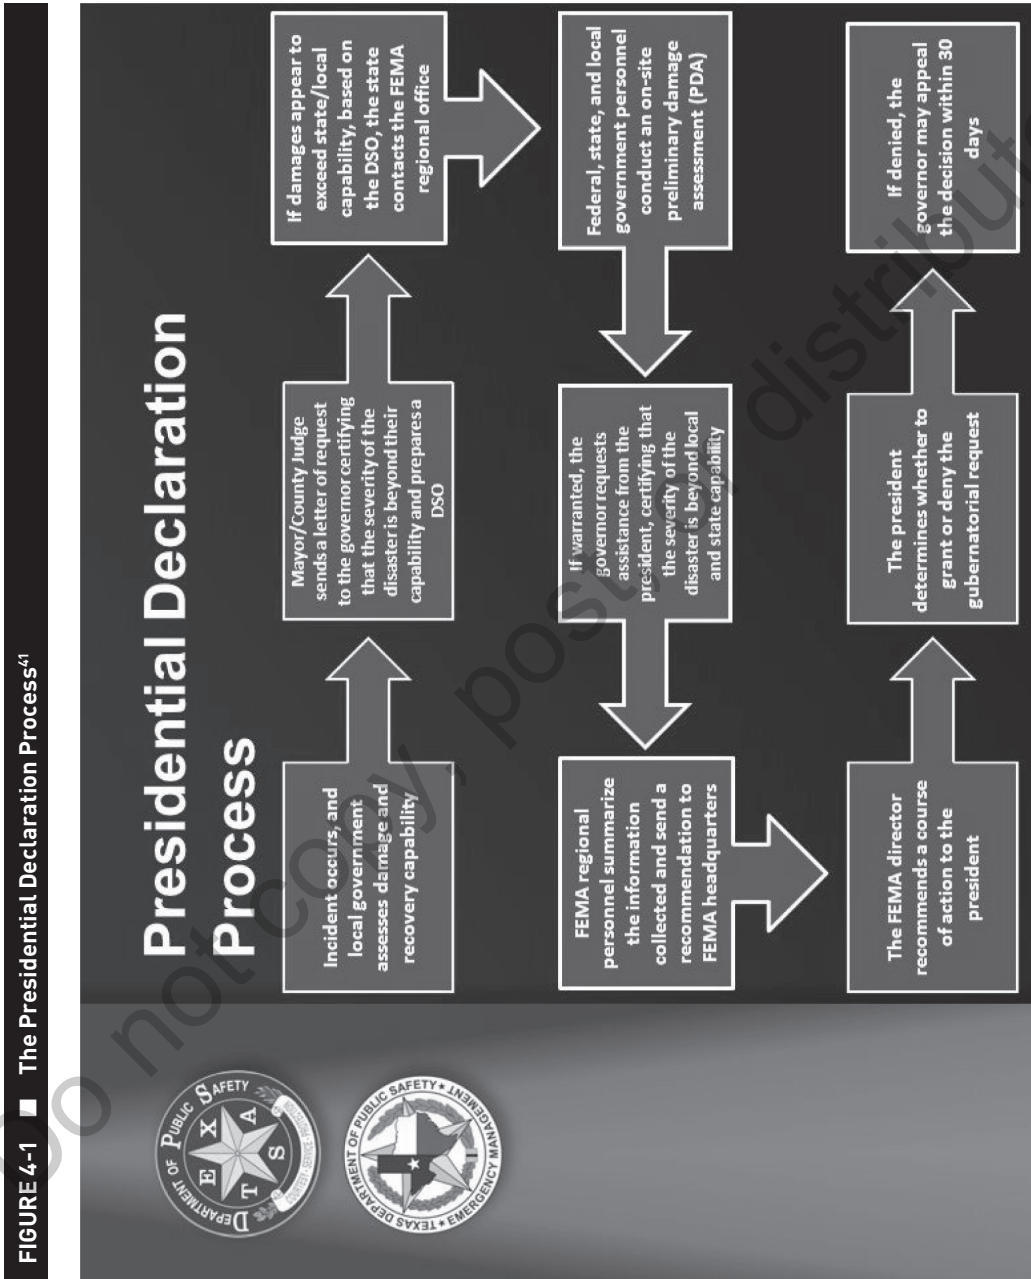 FIGURE 4-1 ■ The Presidential Declaration Process41
DEPARTMENT OF PUBLIC SAFETY
TEXAS
COURTESY · SERVICE · PROTECTION
TEXAS DEPARTMENT OF PUBLIC SAFETY
★ EMERGENCY MANAGEMENT ★
Presidential Declaration
Process
Incident occurs, and
local government
assesses damage and
recovery capability
Mayor/County Judge
sends a letter of request
to the governor certifying
that the severity of the
disaster is beyond their
capability and prepares a
DSO
If damages appear to
exceed state/local
capability, based on
the DSO, the state
contacts the FEMA
regional office
Federal, state, and local
government personnel
conduct an on-site
preliminary damage
assessment (PDA)
If warranted, the
governor requests
assistance from the
president, certifying that
the severity of the
disaster is beyond local
and state capability
FEMA regional
personnel summarize
the information
collected and send a
recommendation to
FEMA headquarters
The FEMA director
recommends a course
of action to the
president
The president
determines whether to
grant or deny the
gubernatorial request
If denied, the
governor may appeal
the decision within 30
days
Do not copy, post, or distribute